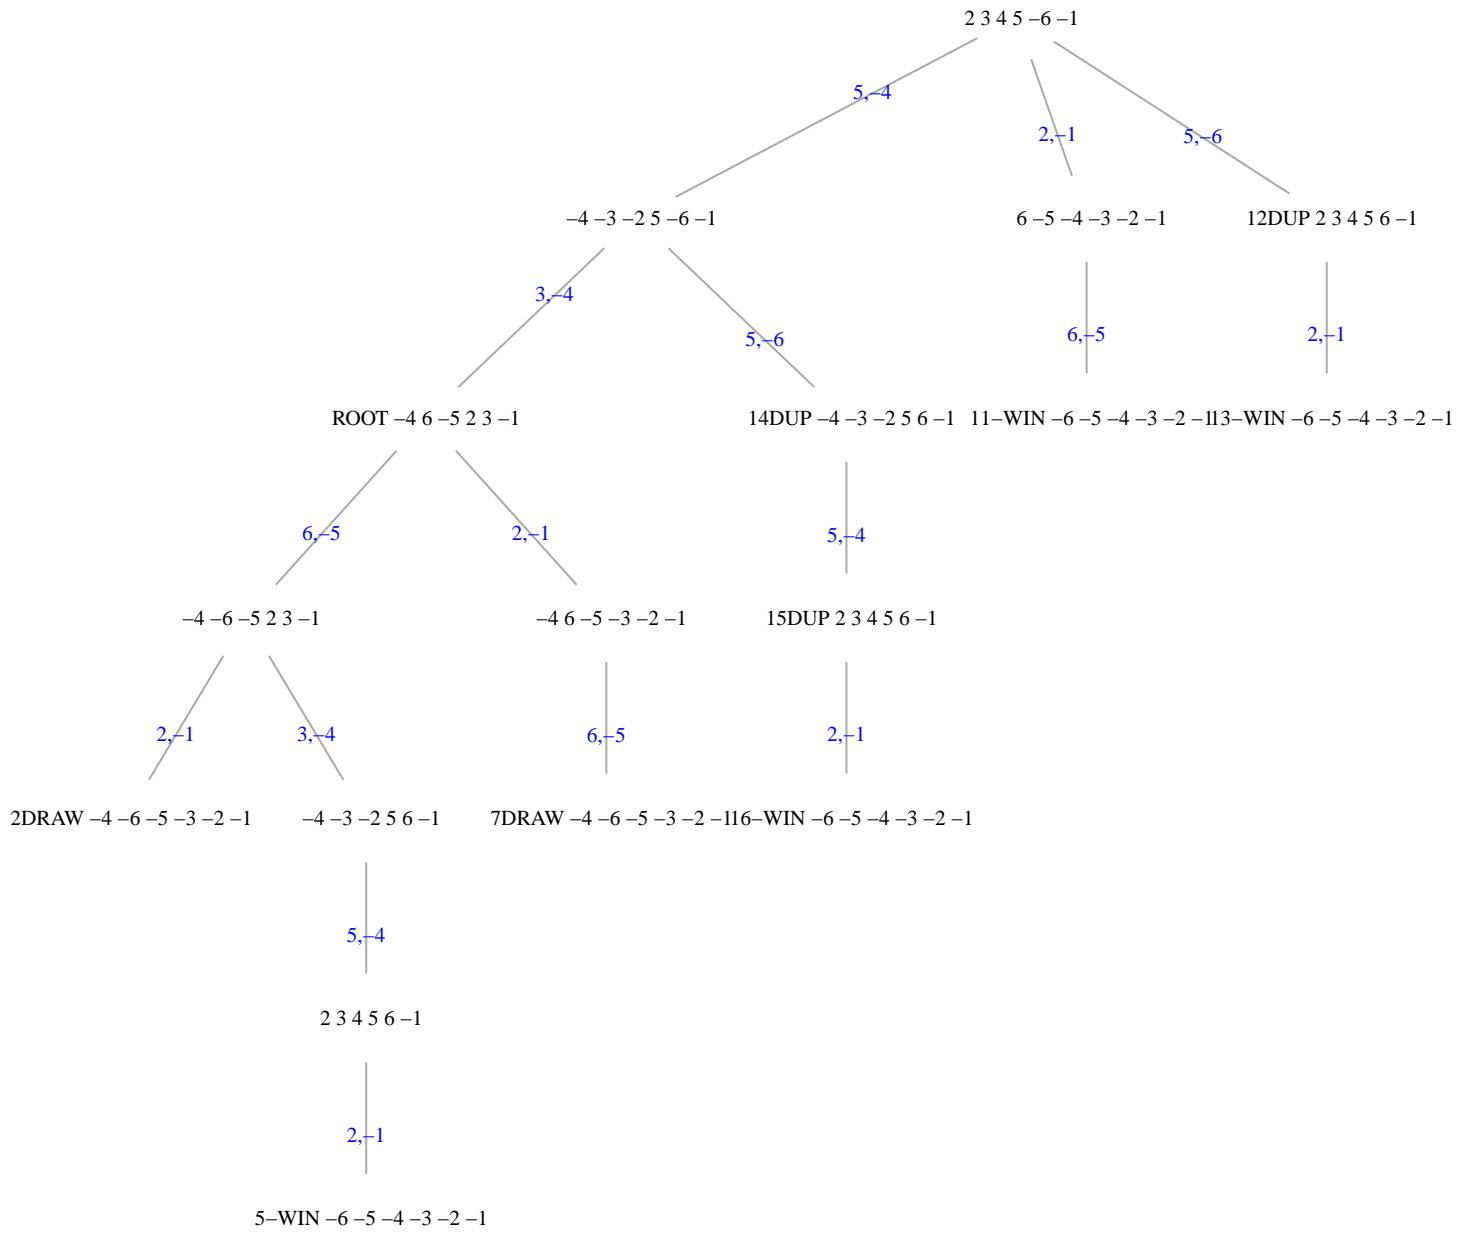 2 3 4 5 –6 –1
5,–4
2,–1
5,–6
–4 –3 –2 5 –6 –1
6 –5 –4 –3 –2 –1
12DUP 2 3 4 5 6 –1
3,–4
5,–6
6,–5
2,–1
ROOT –4 6 –5 2 3 –1
14DUP –4 –3 –2 5 6 –1
11–WIN –6 –5 –4 –3 –2 –1
13–WIN –6 –5 –4 –3 –2 –1
6,–5
2,–1
5,–4
–4 –6 –5 2 3 –1
–4 6 –5 –3 –2 –1
15DUP 2 3 4 5 6 –1
2,–1
3,–4
6,–5
2,–1
2DRAW –4 –6 –5 –3 –2 –1
–4 –3 –2 5 6 –1
7DRAW –4 –6 –5 –3 –2 –1
16–WIN –6 –5 –4 –3 –2 –1
5,–4
2 3 4 5 6 –1
2,–1
5–WIN –6 –5 –4 –3 –2 –1